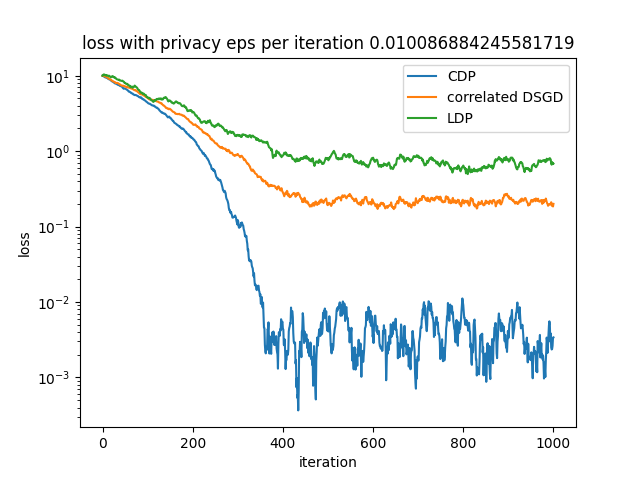 loss with privacy eps per iteration 0.010086884245581719
CDP
correlated DSGD
LDP
10¹
10⁰
10⁻¹
10⁻²
10⁻³
loss
0 200 400 600 800 1000
iteration